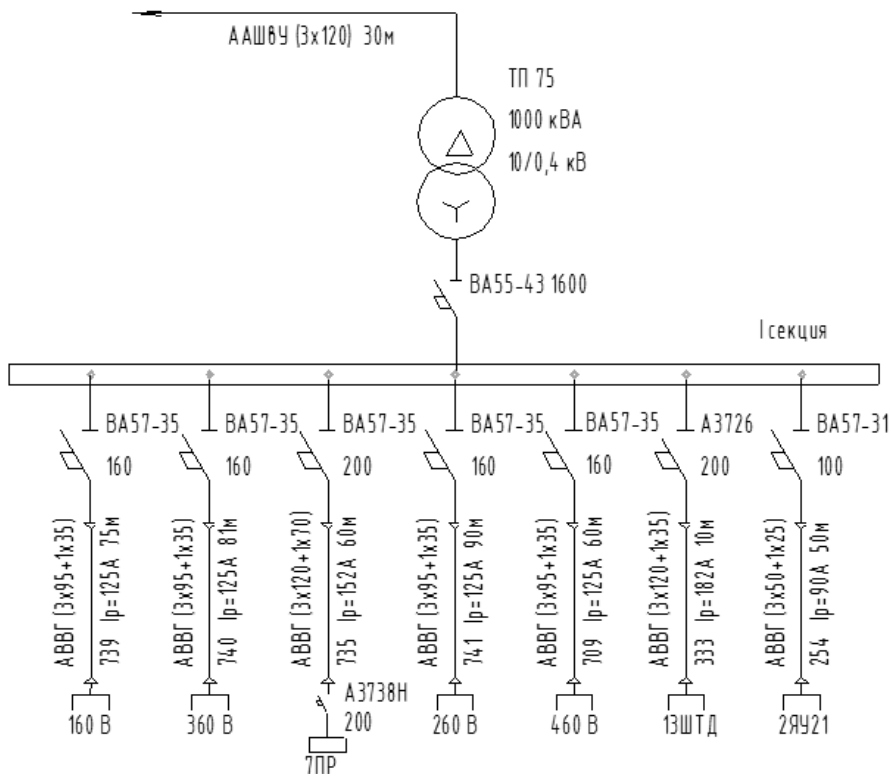 ААШвУ (3х120) 30м
ТП 75
1000 кВА
10/0,4 кВ
ВА55-43 1600
I секция
ВА57-35
160
ВА57-35
160
ВА57-35
200
ВА57-35
160
ВА57-35
160
А3726
200
ВА57-31
100
АВВГ (3х95+1х35)
739 Iр=125А 75м
АВВГ (3х95+1х35)
740 Iр=125А 81м
АВВГ (3х120+1х70)
735 Iр=152А 60м
АВВГ (3х95+1х35)
741 Iр=125А 90м
АВВГ (3х95+1х35)
709 Iр=125А 60м
АВВГ (3х120+1х35)
333 Iр=182А 10м
АВВГ (3х50+1х25)
254 Iр=90А 50м
160 В
360 В
А3738Н
200
7ПР
260 В
460 В
13ШТД
2ЯУ21